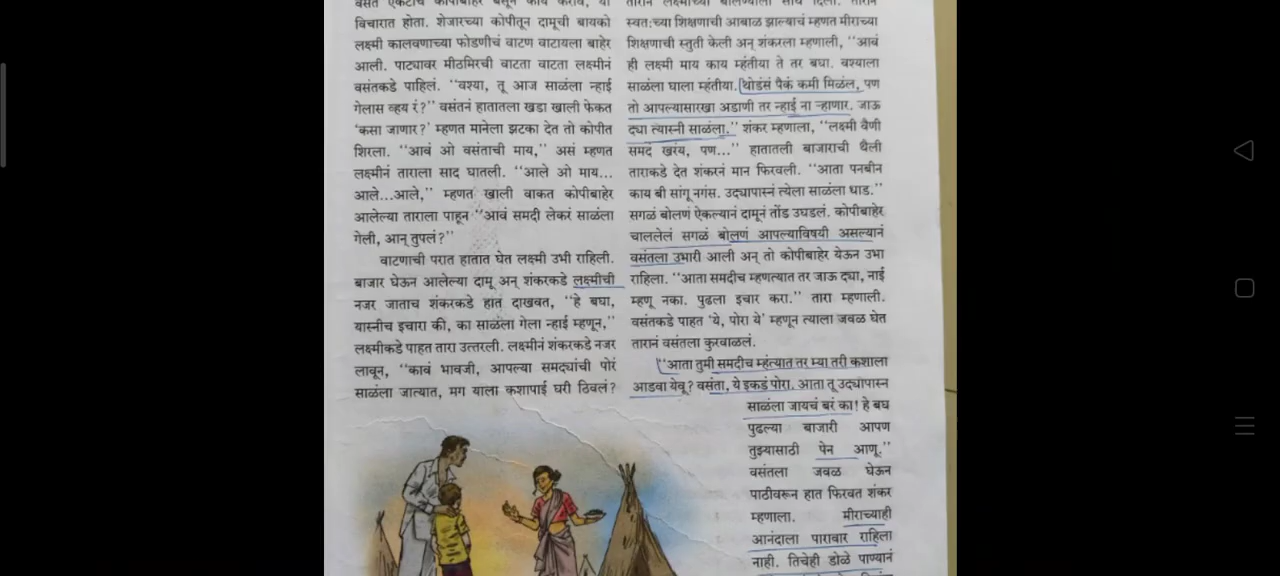 वसंत एकटाच कोपीबाहेर बसून काय करावं, या
विचारात होता. शेजारच्या कोपीतून दामूची बायको
लक्ष्मी कालवणाच्या फोडणीचं वाटण वाटायला बाहेर
आली. पाट्यावर मीठमिरची वाटता वाटता लक्ष्मीनं
वसंतकडे पाहिलं. ‘‘वश्या, तू आज साळंला न्हाई
गेलास व्हय रं?’’ वसंतनं हातातला खडा खाली फेकत
‘कसा जाणार?’ म्हणत मानेला झटका देत तो कोपीत
शिरला. ‘‘आवं ओ वसंताची माय,’’ असं म्हणत
लक्ष्मीनं ताराला साद घातली. ‘‘आले ओ माय...
आले...आले,’’ म्हणत खाली वाकत कोपीबाहेर
आलेल्या ताराला पाहून ‘‘आवं समदी लेकरं साळंला
गेली, आन् तुपलं?’’
वाटणाची परात हातात घेत लक्ष्मी उभी राहिली.
बाजार घेऊन आलेल्या दामू अन् शंकरकडे लक्ष्मीची
नजर जाताच शंकरकडे हात दाखवत, ‘‘हे बघा,
यास्नीच इचारा की, का साळंला गेला न्हाई म्हणून,’’
लक्ष्मीकडे पाहत तारा उत्तरली. लक्ष्मीनं शंकरकडे नजर
लावून, ‘‘कावं भावजी, आपल्या समद्यांची पोरं
साळंला जात्यात, मग याला कशापाई घरी ठिवलं?
तारानं लक्ष्मीच्या बोलण्याला साथ दिली. तारानं
स्वत:च्या शिक्षणाची आबाळ झाल्याचं म्हणत मीराच्या
शिक्षणाची स्तुती केली अन् शंकरला म्हणाली, ‘‘आवं
ही लक्ष्मी माय काय म्हंतीया ते तर बघा. वश्याला
साळंला घाला म्हंतीया. थोडंसं पैकं कमी मिळंल, पण
तो आपल्यासारखा अडाणी तर न्हाई ना ऱ्हाणार. जाऊ
द्या त्यास्नी साळंला.’’ शंकर म्हणाला, ‘‘लक्ष्मी वैणी
समदं खरंय, पण...’’ हातातली बाजाराची थैली
ताराकडे देत शंकरनं मान फिरवली. ‘‘आता पनबीन
काय बी सांगू नगंस. उद्यापास्नं त्येला साळंला धाड.’’
सगळं बोलणं ऐकल्यानं दामूनं तोंड उघडलं. कोपीबाहेर
चाललेलं सगळं बोलणं आपल्याविषयी असल्यानं
वसंतला उभारी आली अन् तो कोपीबाहेर येऊन उभा
राहिला. ‘‘आता समदीच म्हणत्यात तर जाऊ द्या, नाई
म्हणू नका. पुढला इचार करा.’’ तारा म्हणाली.
वसंतकडे पाहत ‘ये, पोरा ये’ म्हणून त्याला जवळ घेत
तारानं वसंतला कुरवाळलं.
‘‘आता तुमी समदीच म्हंत्यात तर म्या तरी कशाला
आडवा येवू? वसंता, ये इकडं पोरा. आता तू उद्यापास्न
साळंला जायचं बरं का! हे बघ
पुढल्या बाजारी आपण
तुझ्यासाठी पेन आणू.’’
वसंतला जवळ घेऊन
पाठीवरून हात फिरवत शंकर
म्हणाला. मीराच्याही
आनंदाला पारावार राहिला
नाही. तिचेही डोळे पाण्यानं